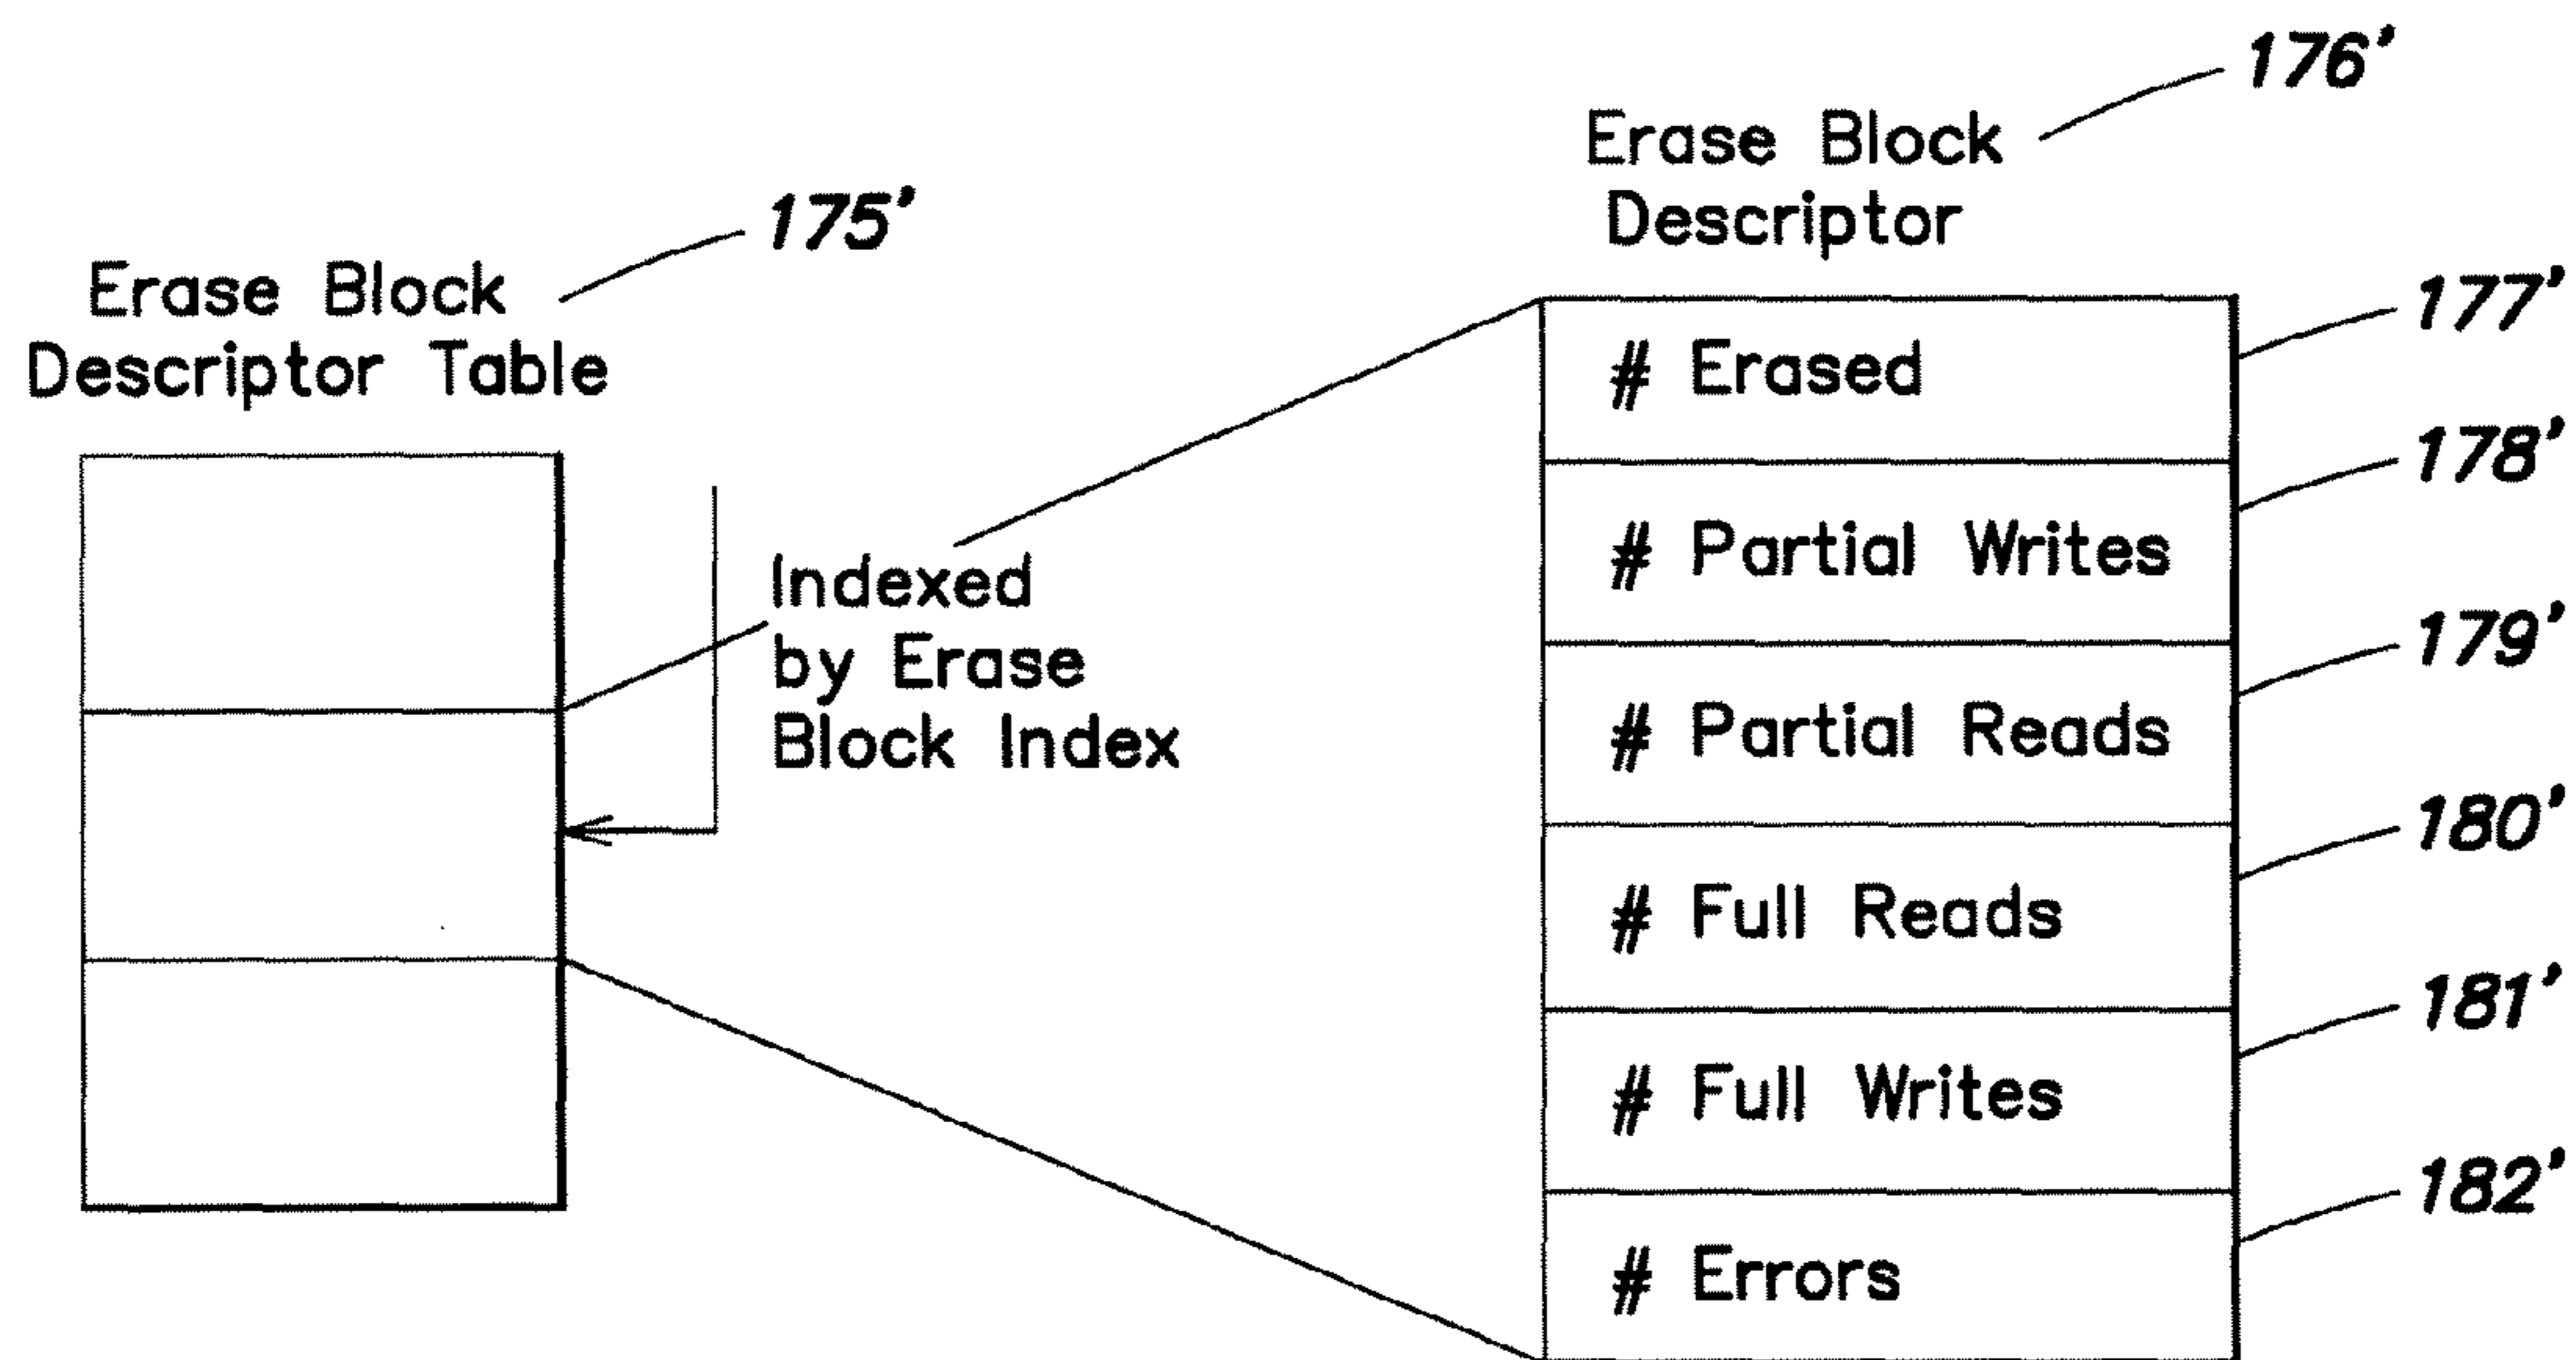 175'
Erase Block
Descriptor Table
Indexed
by Erase
Block Index
176'
Erase Block
Descriptor
# Erased
177'
# Partial Writes
178'
# Partial Reads
179'
# Full Reads
180'
# Full Writes
181'
# Errors
182'